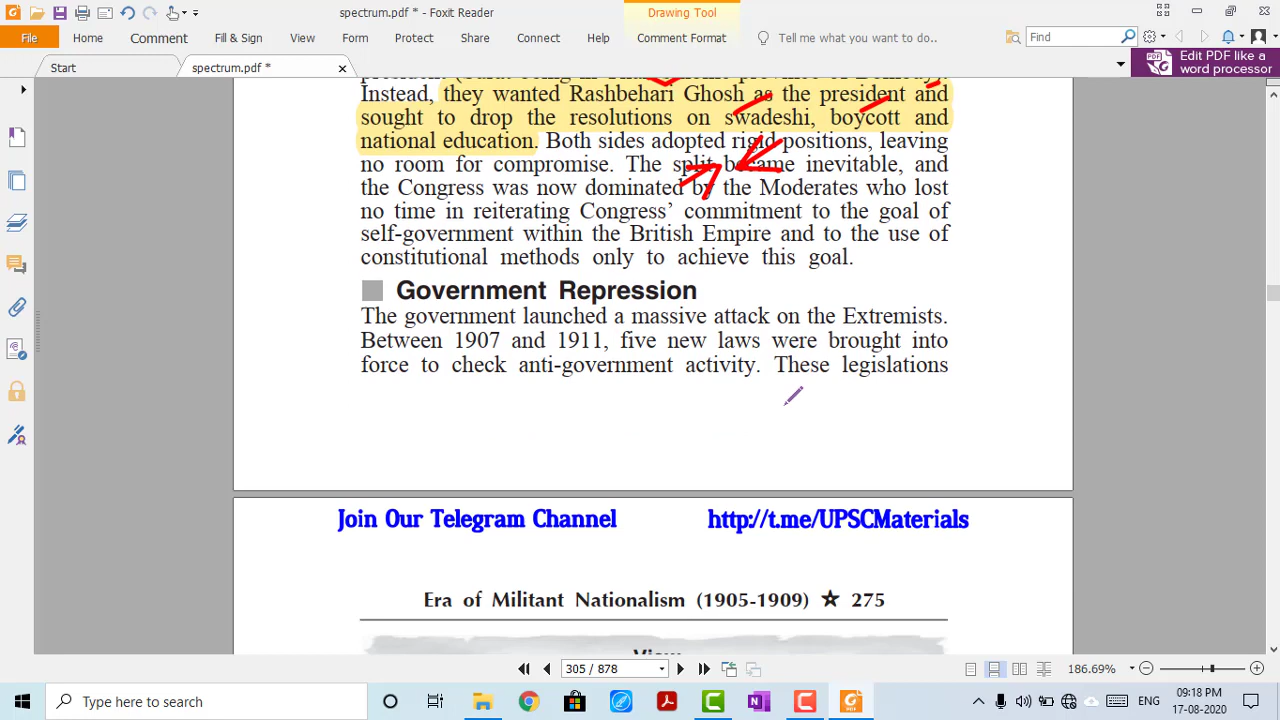 spectrum.pdf * - Foxit Reader
Drawing Tool
File
Home
Comment
Fill & Sign
View
Form
Protect
Share
Connect
Help
Comment Format
Tell me what you want to do..
Find
Start
spectrum.pdf *
Edit PDF like a
word processor
Instead, they wanted Rashbehari Ghosh as the president and
sought to drop the resolutions on swadeshi, boycott and
national education. Both sides adopted rigid positions, leaving
no room for compromise. The split became inevitable, and
the Congress was now dominated by the Moderates who lost
no time in reiterating Congress' commitment to the goal of
self-government within the British Empire and to the use of
constitutional methods only to achieve this goal.
Government Repression
The government launched a massive attack on the Extremists.
Between 1907 and 1911, five new laws were brought into
force to check anti-government activity. These legislations
Join Our Telegram Channel
http://t.me/UPSCMaterials
Era of Militant Nationalism (1905-1909) ☆ 275
View
305 / 878
186.69%
Type here to search
ENG
09:18 PM
17-08-2020